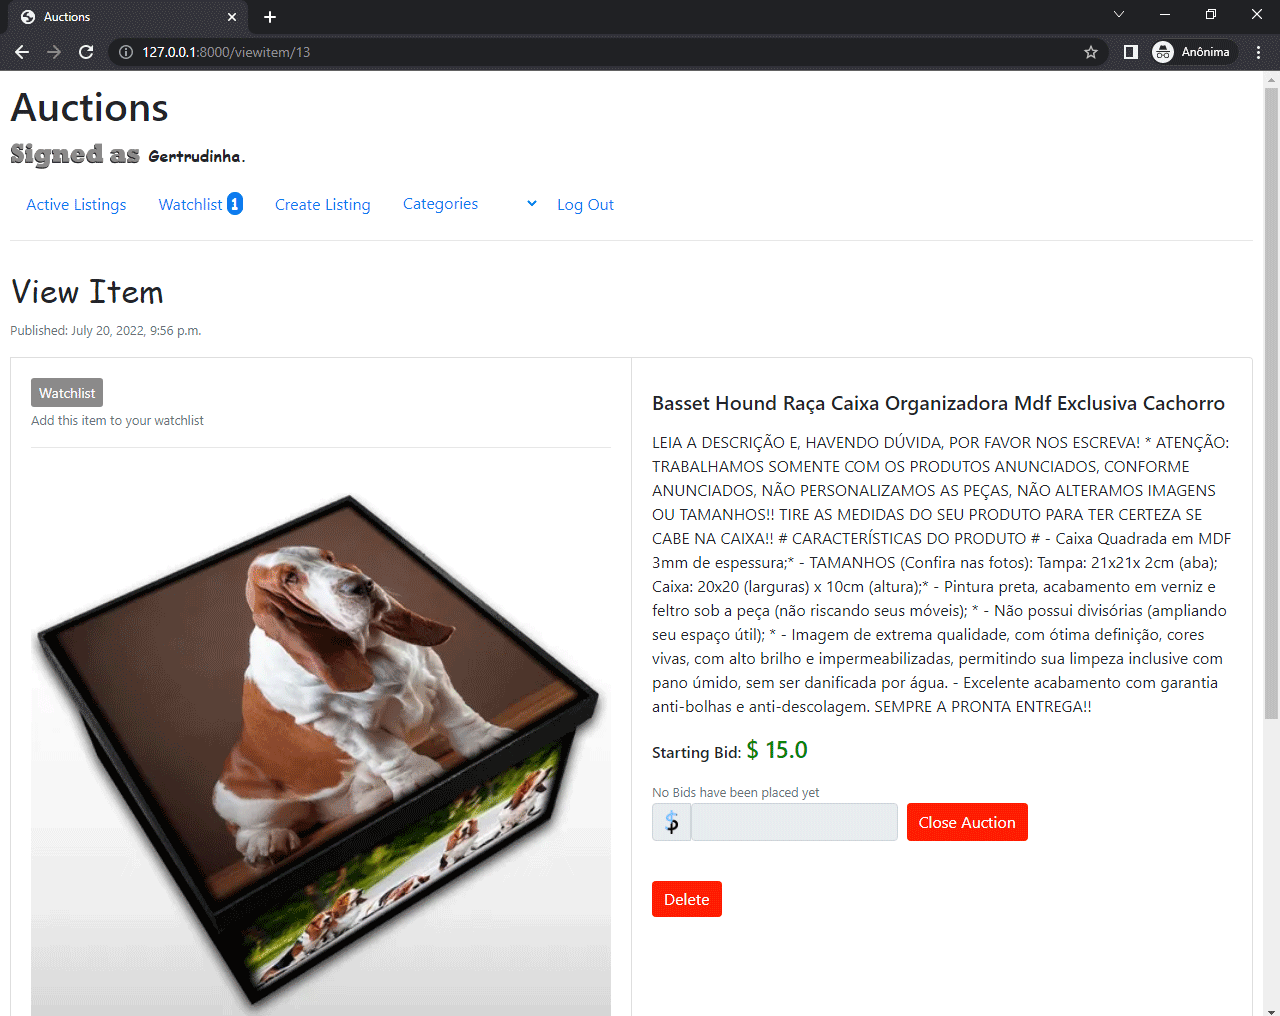 Auctions
127.0.0.1:8000/viewitem/13
Anônima
Auctions
Signed as Gertrudinha.
Active Listings Watchlist 1 Create Listing Categories Log Out
View Item
Published: July 20, 2022, 9:56 p.m.
Watchlist
Add this item to your watchlist
Basset Hound Raça Caixa Organizadora Mdf Exclusiva Cachorro
LEIA A DESCRIÇÃO E, HAVENDO DÚVIDA, POR FAVOR NOS ESCREVA! * ATENÇÃO:
TRABALHAMOS SOMENTE COM OS PRODUTOS ANUNCIADOS, CONFORME
ANUNCIADOS, NÃO PERSONALIZAMOS AS PEÇAS, NÃO ALTERAMOS IMAGENS
OU TAMANHOS!! TIRE AS MEDIDAS DO SEU PRODUTO PARA TER CERTEZA SE
CABE NA CAIXA!! # CARACTERÍSTICAS DO PRODUTO # - Caixa Quadrada em MDF
3mm de espessura;* - TAMANHOS (Confira nas fotos): Tampa: 21x21x 2cm (aba);
Caixa: 20x20 (larguras) x 10cm (altura);* - Pintura preta, acabamento em verniz e
feltro sob a peça (não riscando seus móveis); * - Não possui divisórias (ampliando
seu espaço útil); * - Imagem de extrema qualidade, com ótima definição, cores
vivas, com alto brilho e impermeabilizadas, permitindo sua limpeza inclusive com
pano úmido, sem ser danificada por água. - Excelente acabamento com garantia
anti-bolhas e anti-descolagem. SEMPRE A PRONTA ENTREGA!!
Starting Bid: $ 15.0
No Bids have been placed yet
$ Close Auction
Delete